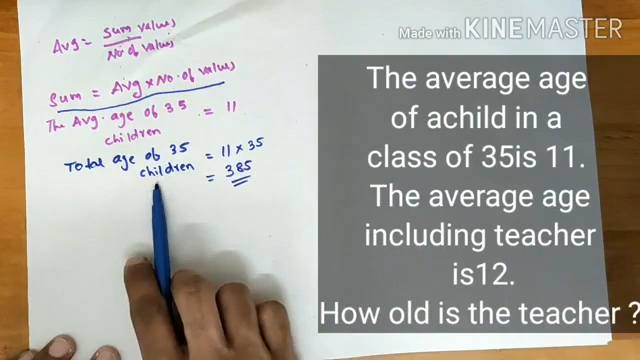 Avg = Sum values
No of values
Sum = Avg × No. of values
The Avg. age of 35 = 11
children
Total age of 35 = 11 × 35
children = 385
Made with KINEMASTER
The average age
of achild in a
class of 35is 11.
The average age
including teacher
is12.
How old is the teacher ?